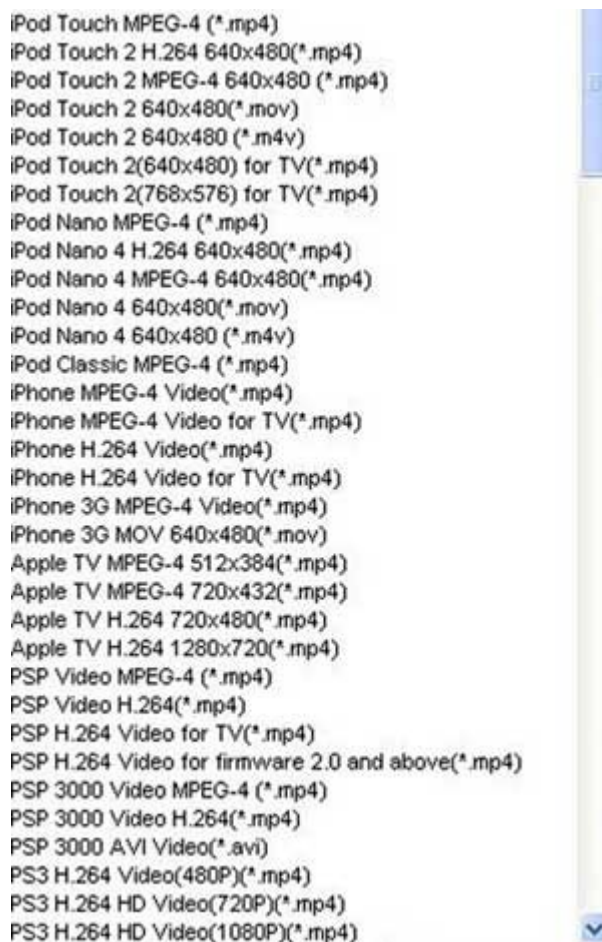 iPod Touch MPEG-4 (*.mp4)
iPod Touch 2 H.264 640x480(*.mp4)
iPod Touch 2 MPEG-4 640x480 (*.mp4)
iPod Touch 2 640x480(*.mov)
iPod Touch 2 640x480 (*.m4v)
iPod Touch 2(640x480) for TV(*.mp4)
iPod Touch 2(768x576) for TV(*.mp4)
iPod Nano MPEG-4 (*.mp4)
iPod Nano 4 H.264 640x480(*.mp4)
iPod Nano 4 MPEG-4 640x480(*.mp4)
iPod Nano 4 640x480(*.mov)
iPod Nano 4 640x480 (*.m4v)
iPod Classic MPEG-4 (*.mp4)
iPhone MPEG-4 Video(*.mp4)
iPhone MPEG-4 Video for TV(*.mp4)
iPhone H.264 Video(*.mp4)
iPhone H.264 Video for TV(*.mp4)
iPhone 3G MPEG-4 Video(*.mp4)
iPhone 3G MOV 640x480(*.mov)
Apple TV MPEG-4 512x384(*.mp4)
Apple TV MPEG-4 720x432(*.mp4)
Apple TV H.264 720x480(*.mp4)
Apple TV H.264 1280x720(*.mp4)
PSP Video MPEG-4 (*.mp4)
PSP Video H.264(*.mp4)
PSP H.264 Video for TV(*.mp4)
PSP H.264 Video for firmware 2.0 and above(*.mp4)
PSP 3000 Video MPEG-4 (*.mp4)
PSP 3000 Video H.264(*.mp4)
PSP 3000 AVI Video(*.avi)
PS3 H.264 Video(480P)(*.mp4)
PS3 H.264 HD Video(720P)(*.mp4)
PS3 H.264 HD Video(1080P)(*.mp4)